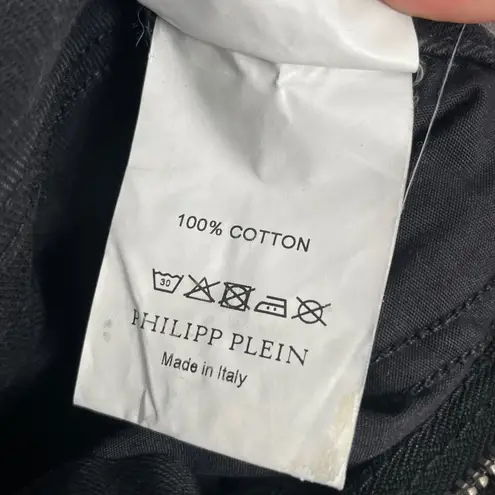 100% COTTON
30
PHILIPP PLEIN
Made in Italy